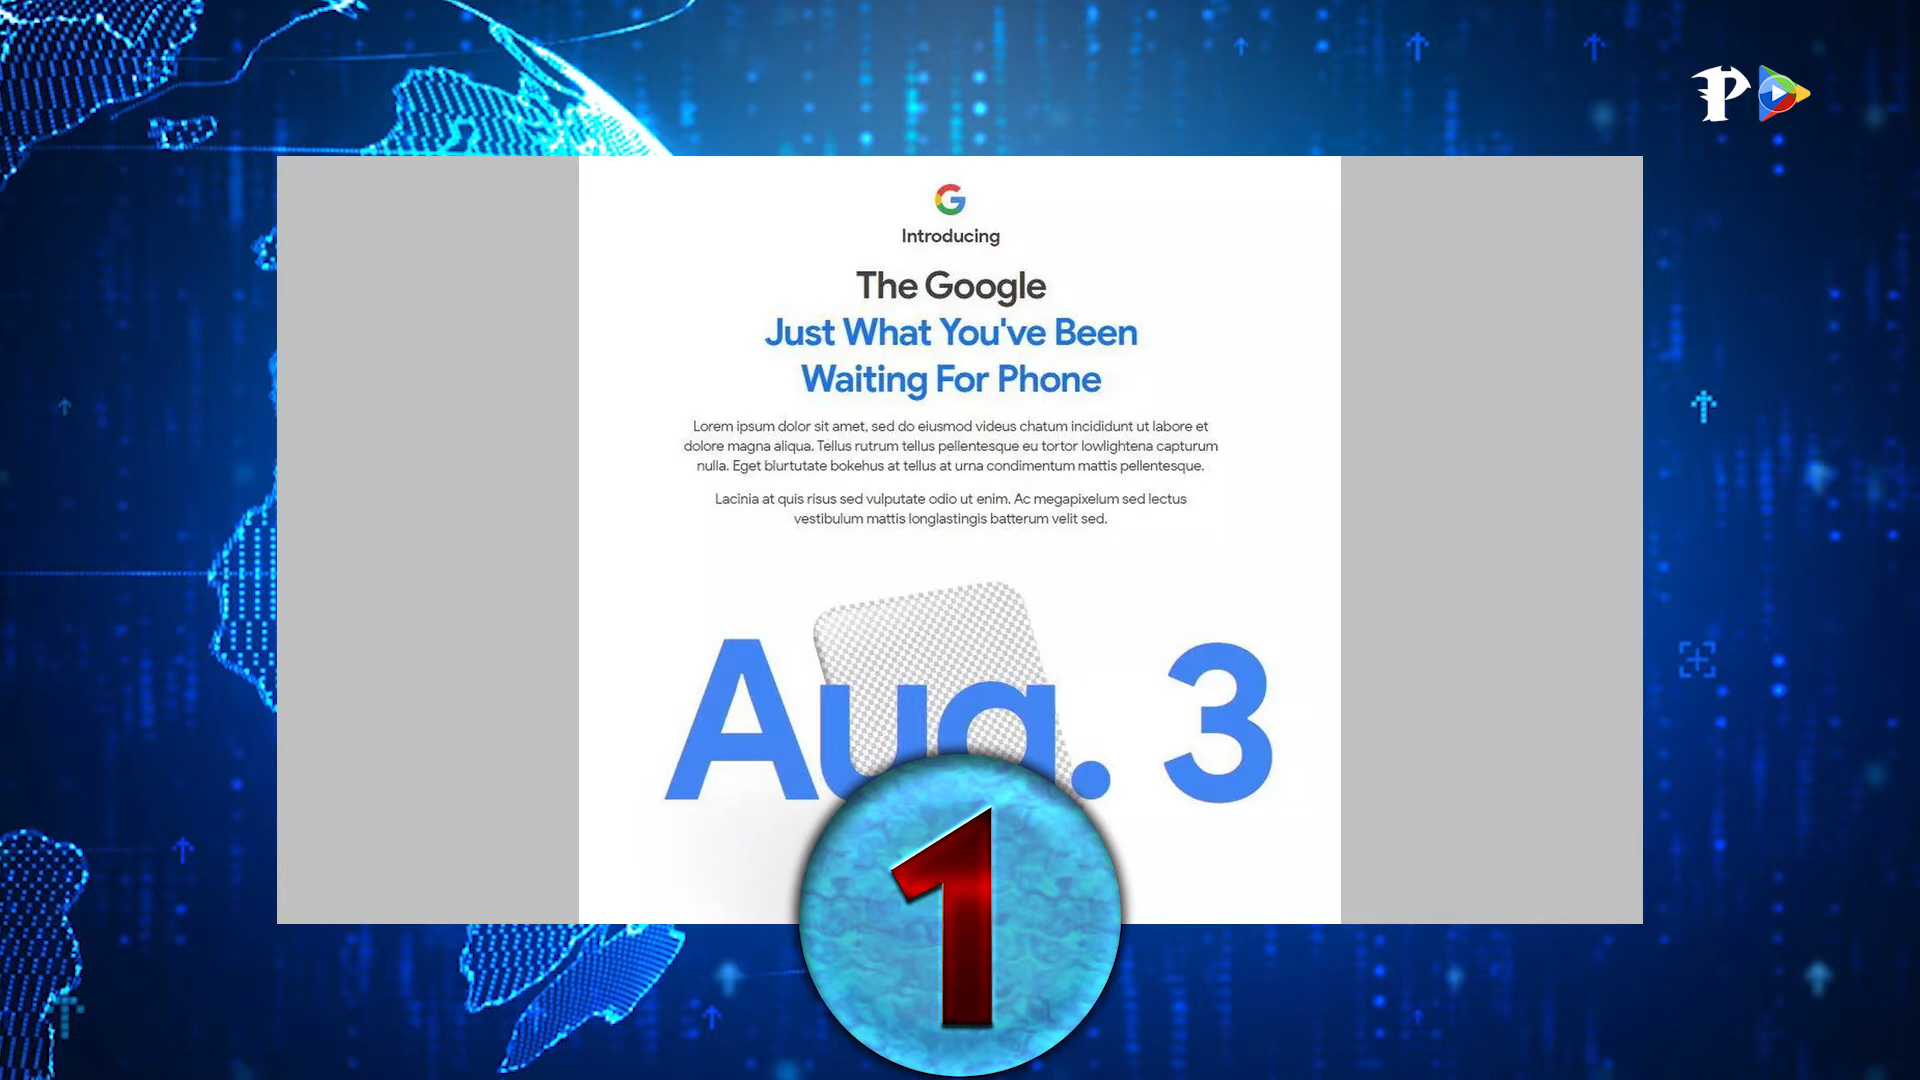 P
G
Introducing
The Google
Just What You've Been
Waiting For Phone
Lorem ipsum dolor sit amet, sed do eiusmod videus chatum incididunt ut labore et
dolore magna aliqua. Tellus rutrum tellus pellentesque eu tortor lowlightena capturum
nulla. Eget blurtutate bokehus at tellus at urna condimentum mattis pellentesque.
Lacinia at quis risus sed vulputate odio ut enim. Ac megapixelum sed lectus
vestibulum mattis longlastingis batterum velit sed.
Aug. 3
1